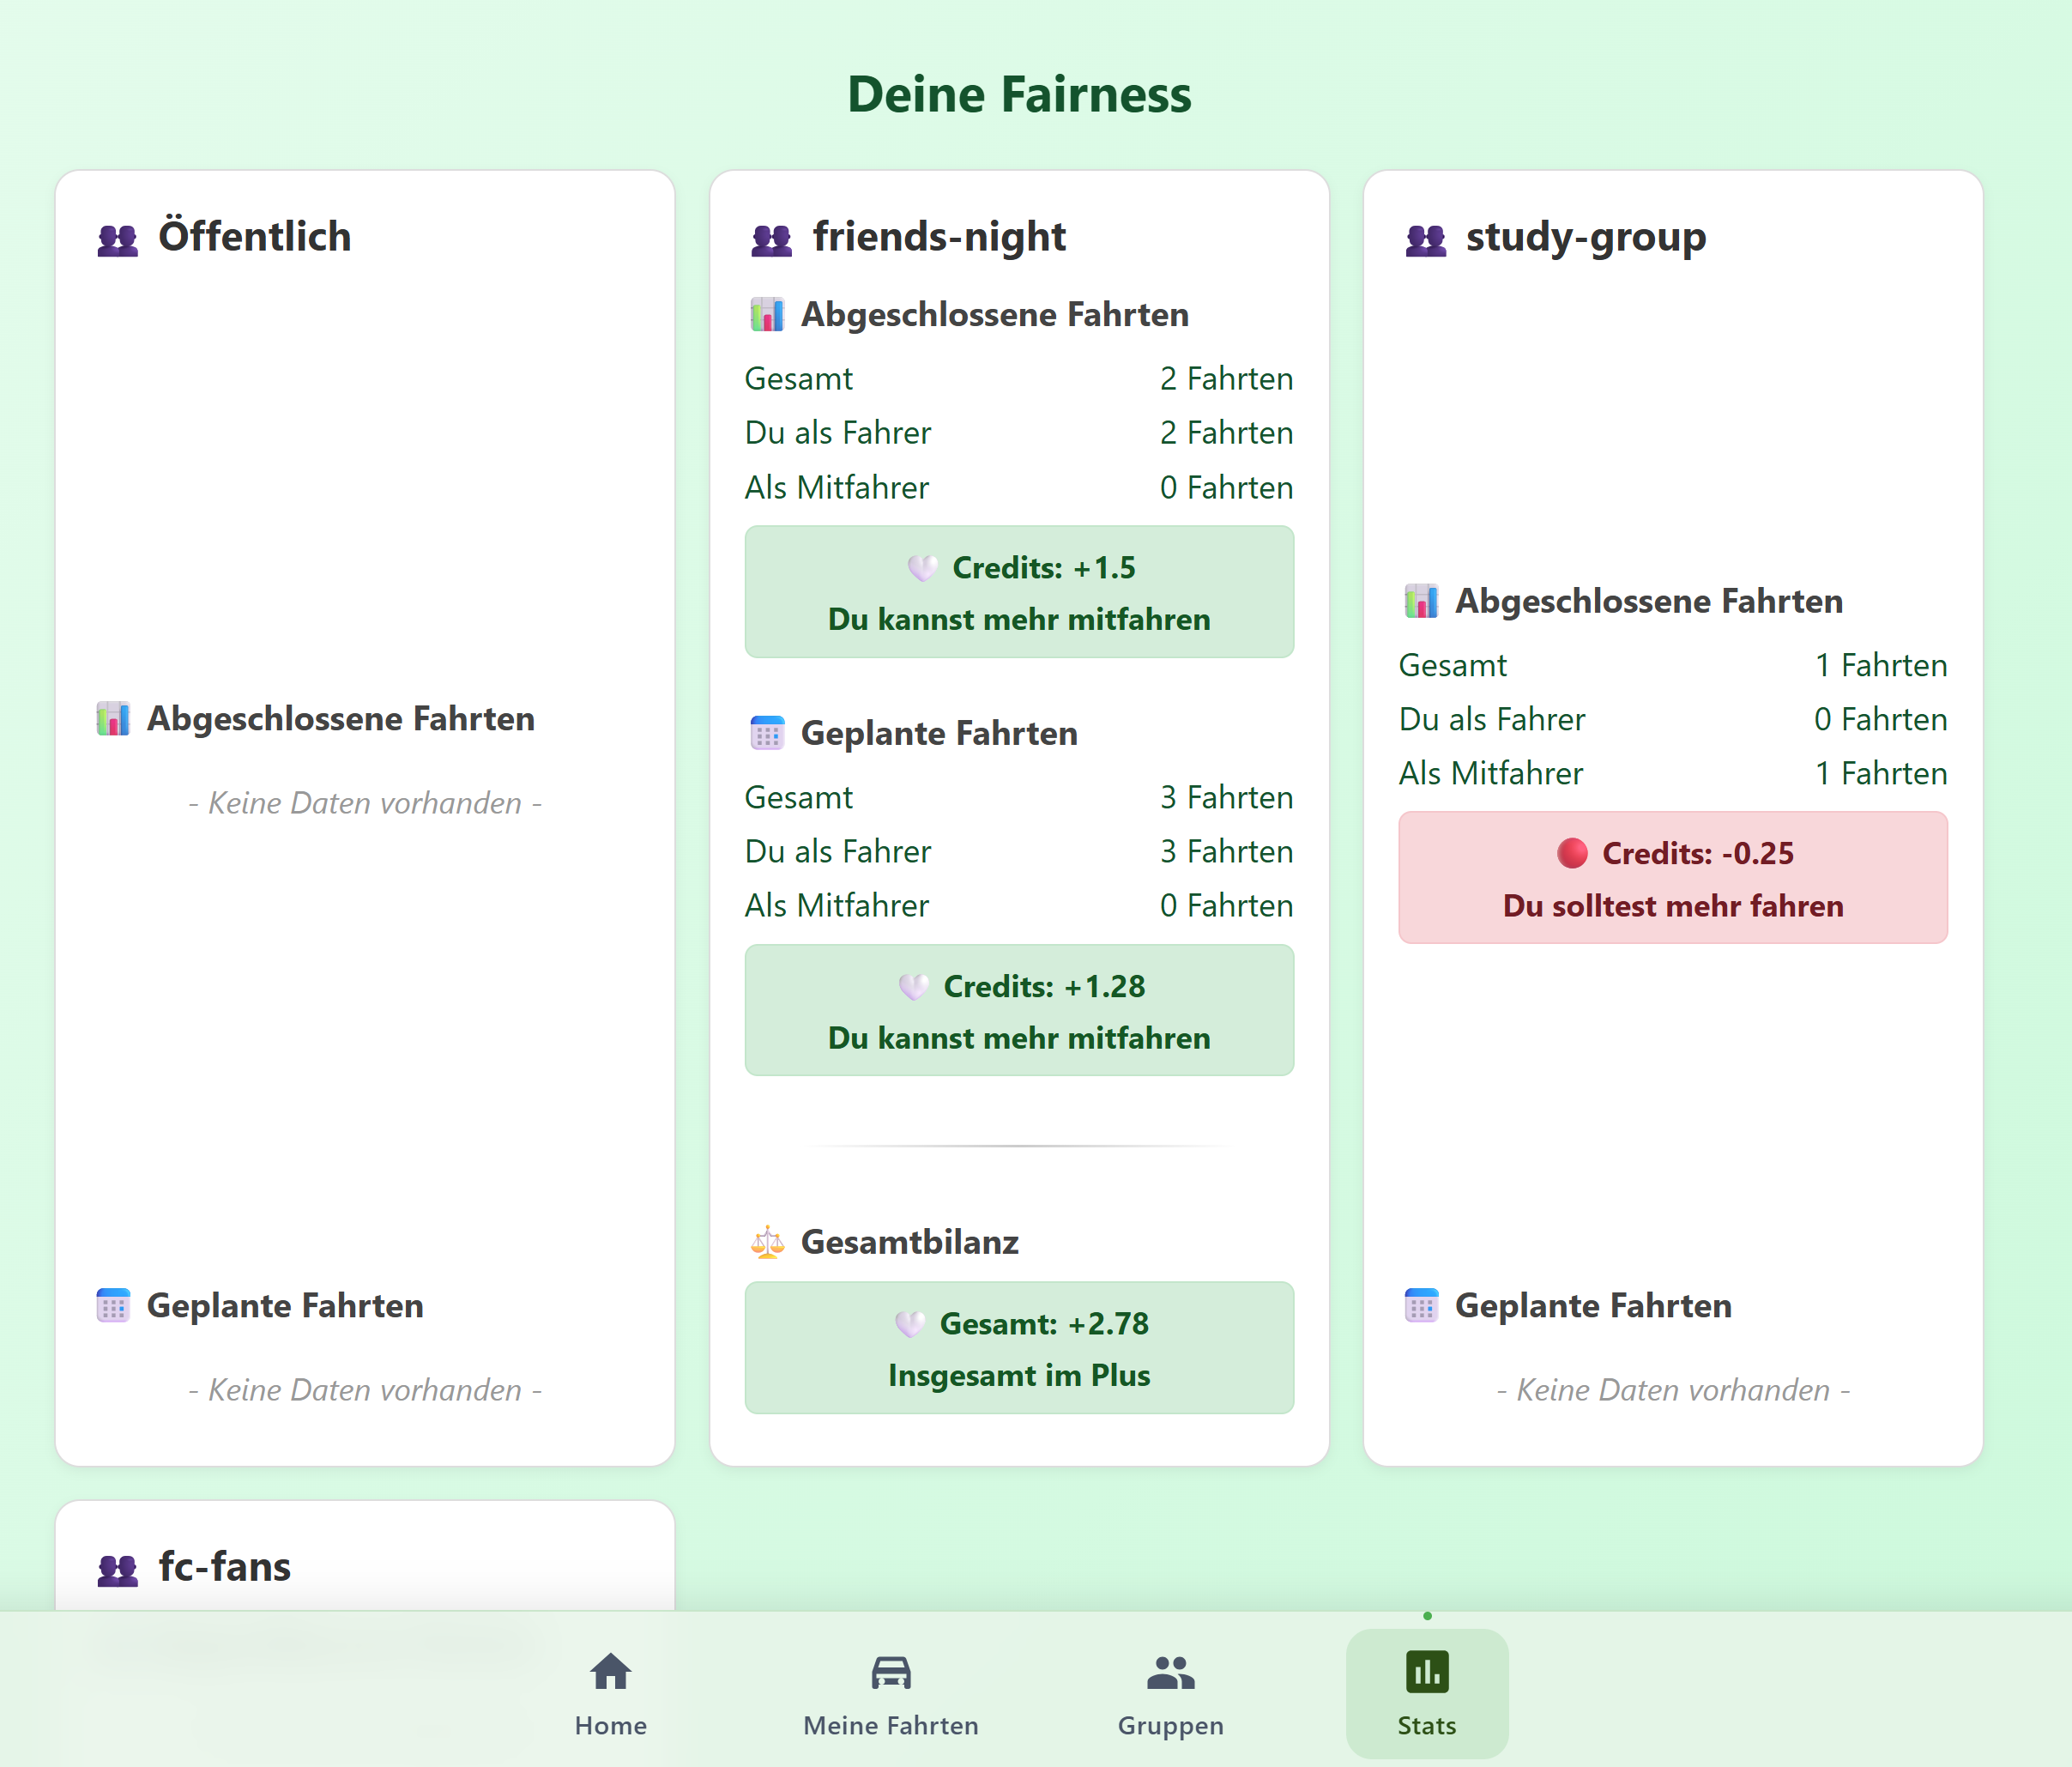 Deine Fairness
Öffentlich
Abgeschlossene Fahrten
- Keine Daten vorhanden -
Geplante Fahrten
- Keine Daten vorhanden -
friends-night
Abgeschlossene Fahrten
Gesamt 2 Fahrten
Du als Fahrer 2 Fahrten
Als Mitfahrer 0 Fahrten
Credits: +1.5
Du kannst mehr mitfahren
Geplante Fahrten
Gesamt 3 Fahrten
Du als Fahrer 3 Fahrten
Als Mitfahrer 0 Fahrten
Credits: +1.28
Du kannst mehr mitfahren
Gesamtbilanz
Gesamt: +2.78
Insgesamt im Plus
study-group
Abgeschlossene Fahrten
Gesamt 1 Fahrten
Du als Fahrer 0 Fahrten
Als Mitfahrer 1 Fahrten
Credits: -0.25
Du solltest mehr fahren
Geplante Fahrten
- Keine Daten vorhanden -
fc-fans
Home
Meine Fahrten
Gruppen
Stats